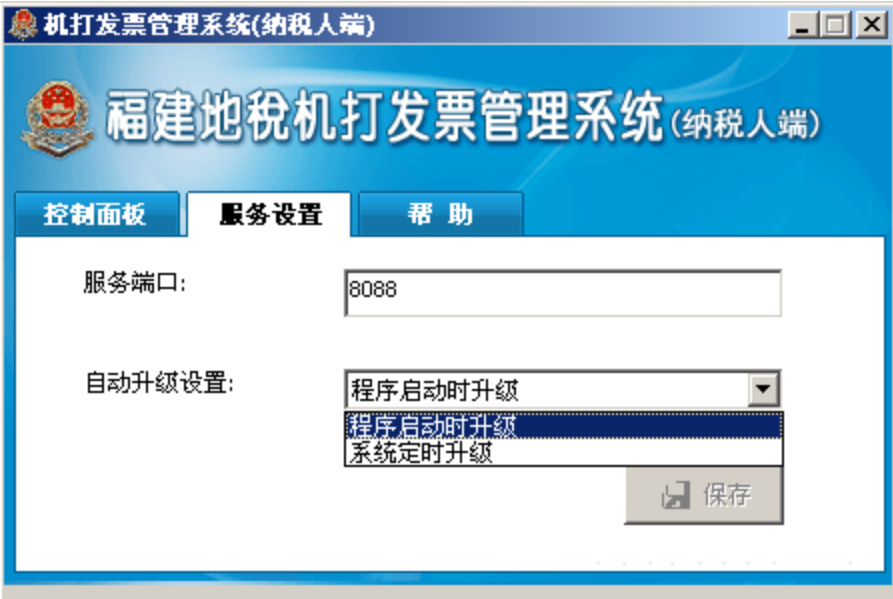 机打发票管理系统(纳税人端)
福建地税机打发票管理系统(纳税人端)
控制面板 服务设置 帮 助
服务端口: 8088
自动升级设置: 程序启动时升级
程序启动时升级
系统定时升级
保存